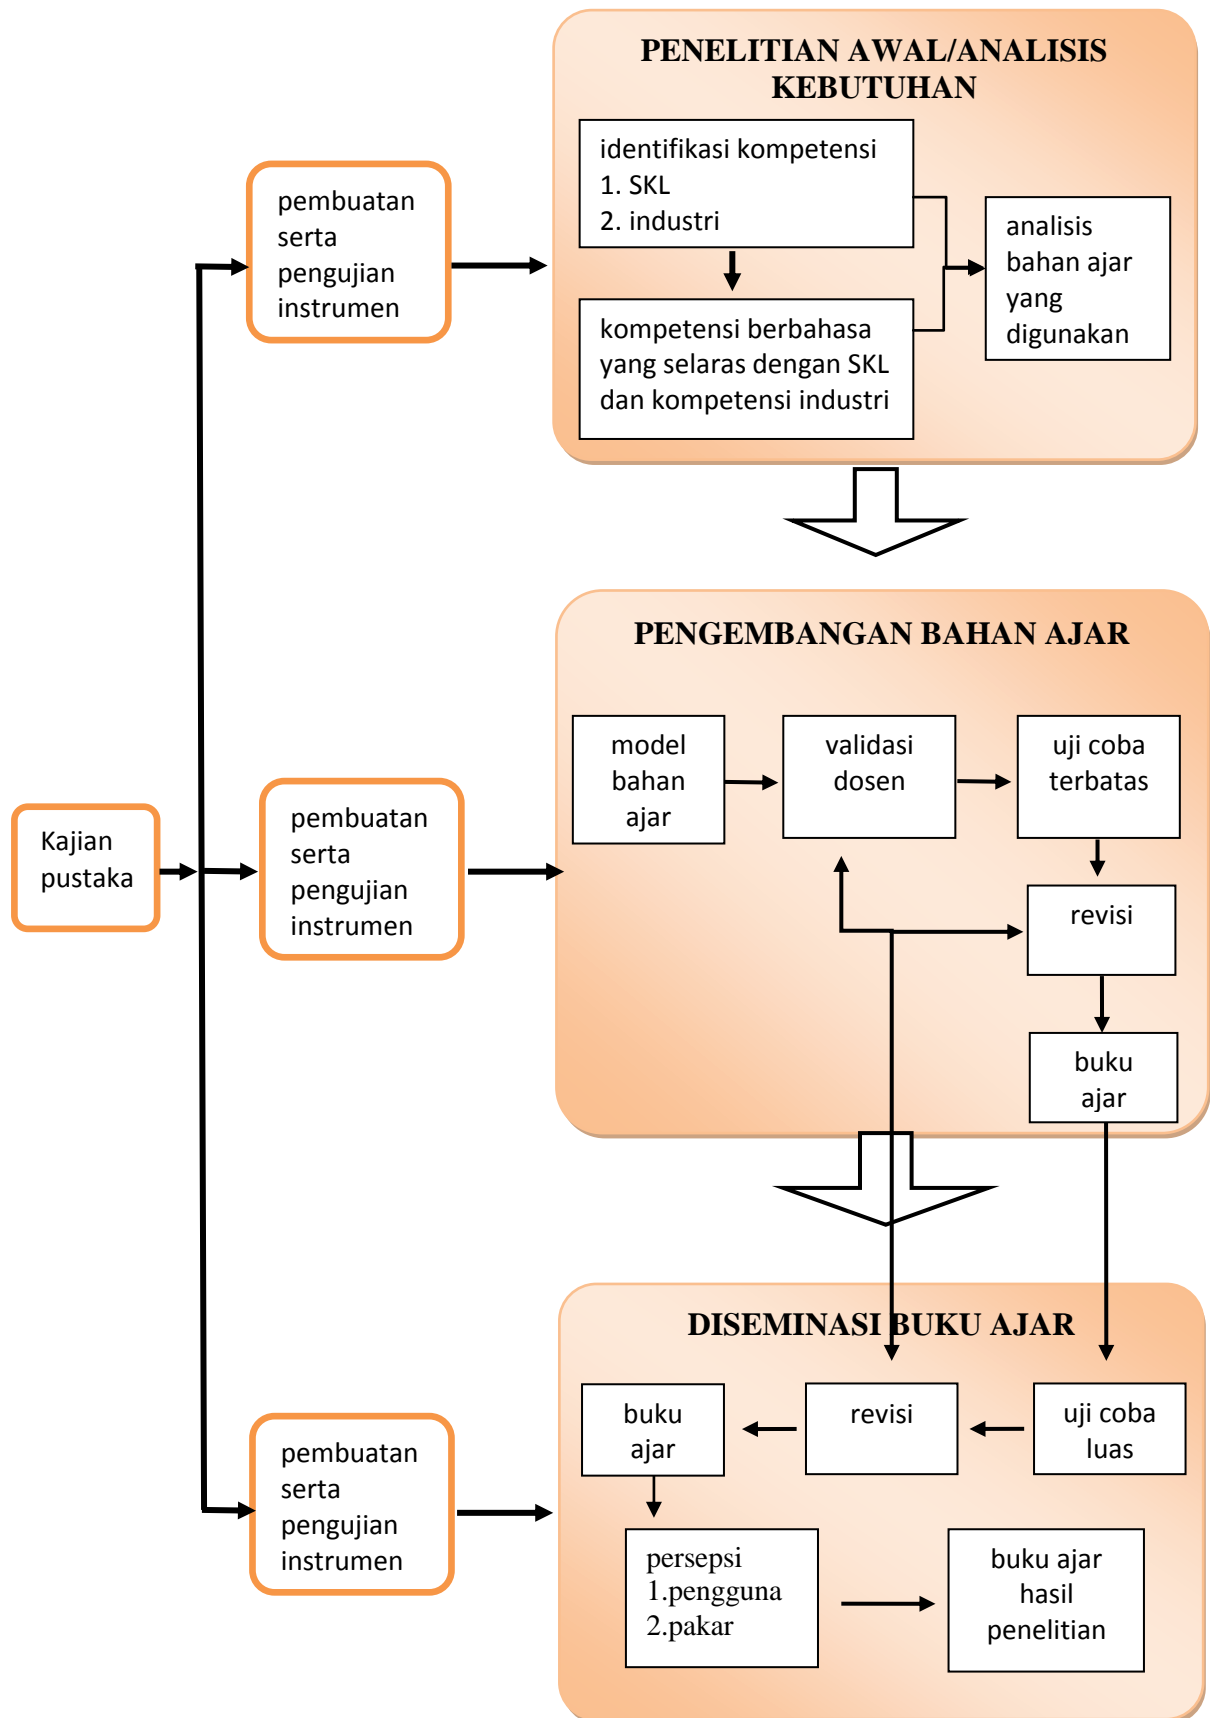 PENELITIAN AWAL/ANALISIS
KEBUTUHAN
identifikasi kompetensi
1. SKL
2. industri
kompetensi berbahasa
yang selaras dengan SKL
dan kompetensi industri
analisis
bahan ajar
yang
digunakan
pembuatan
serta
pengujian
instrumen
PENGEMBANGAN BAHAN AJAR
model
bahan
ajar
validasi
dosen
uji coba
terbatas
revisi
buku
ajar
Kajian
pustaka
pembuatan
serta
pengujian
instrumen
DISEMINASI BUKU AJAR
buku
ajar
revisi
uji coba
luas
persepsi
1.pengguna
2.pakar
buku ajar
hasil
penelitian
pembuatan
serta
pengujian
instrumen